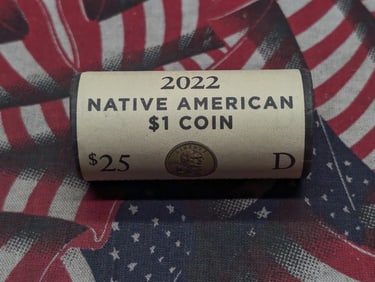 2022
NATIVE AMERICAN
$1 COIN
$25 D